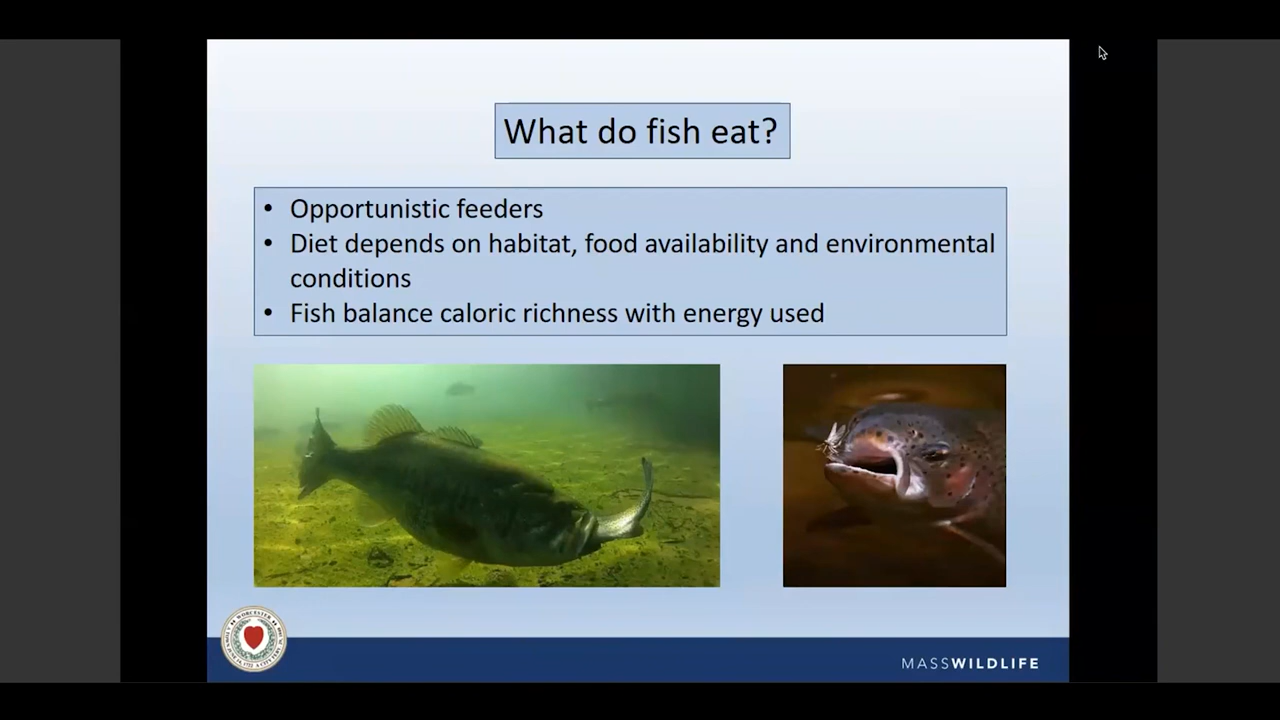 What do fish eat?
• Opportunistic feeders
• Diet depends on habitat, food availability and environmental
conditions
• Fish balance caloric richness with energy used
WORCESTER
MASSWILDLIFE